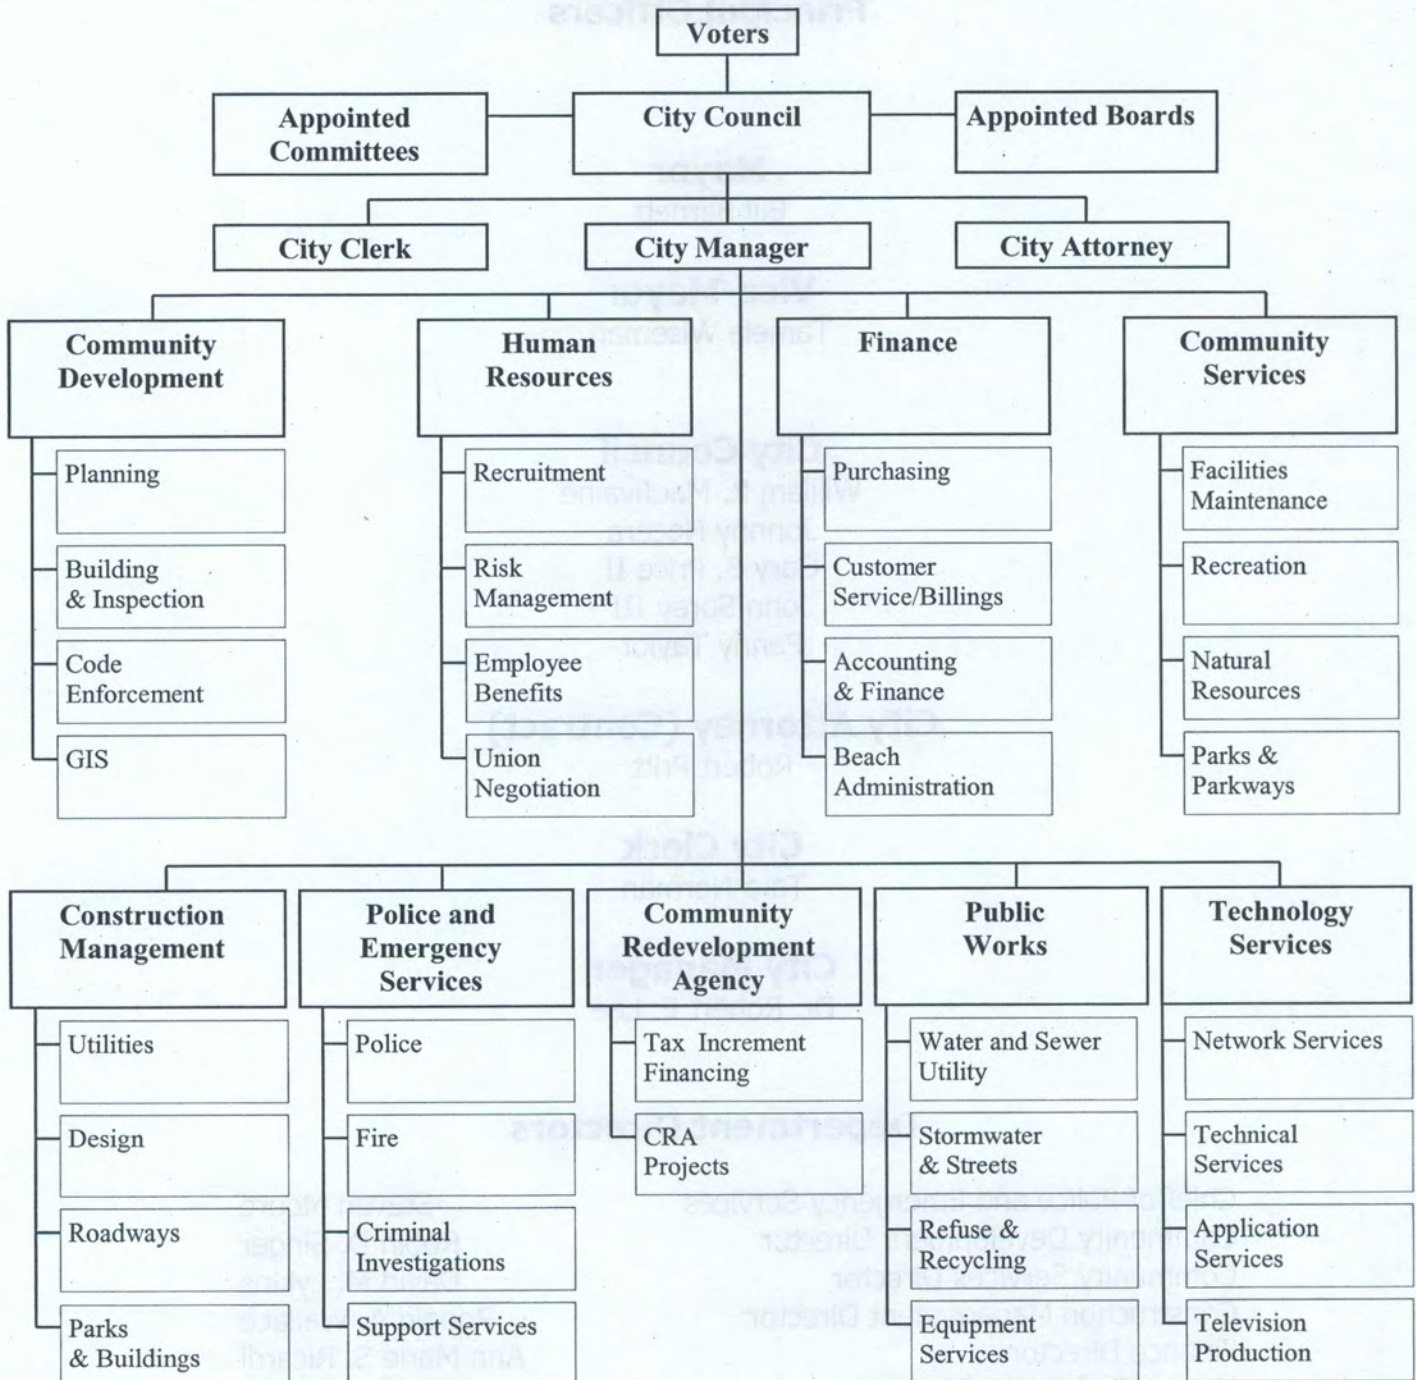 Voters
Appointed
Committees
City Council
Appointed Boards
City Clerk
City Manager
City Attorney
Community
Development
Human
Resources
Finance
Community
Services
Planning
Building
& Inspection
Code
Enforcement
GIS
Recruitment
Risk
Management
Employee
Benefits
Union
Negotiation
Purchasing
Customer
Service/Billings
Accounting
& Finance
Beach
Administration
Facilities
Maintenance
Recreation
Natural
Resources
Parks &
Parkways
Construction
Management
Police and
Emergency
Services
Community
Redevelopment
Agency
Public
Works
Technology
Services
Utilities
Design
Roadways
Parks
& Buildings
Police
Fire
Criminal
Investigations
Support Services
Tax Increment
Financing
CRA
Projects
Water and Sewer
Utility
Stormwater
& Streets
Refuse &
Recycling
Equipment
Services
Network Services
Technical
Services
Application
Services
Television
Production